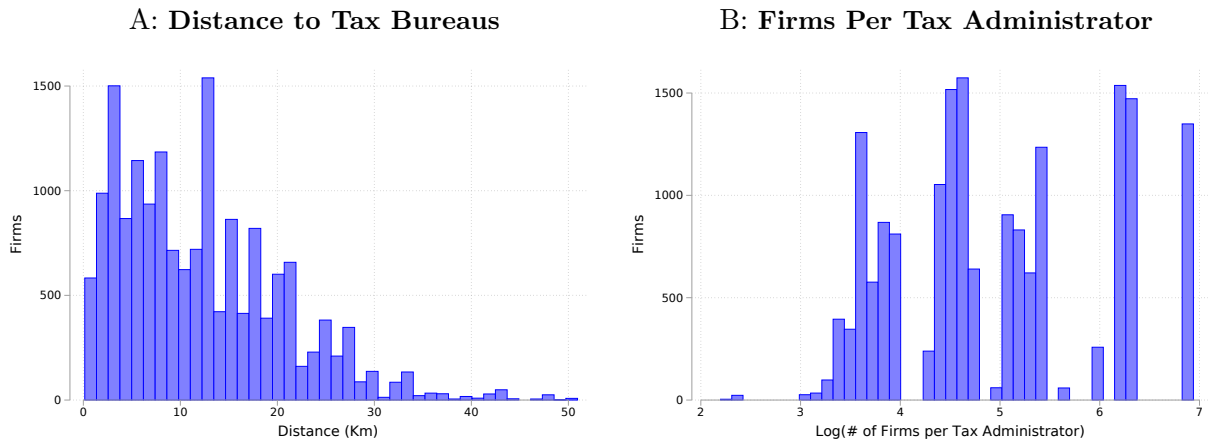 A: Distance to Tax Bureaus
1500
1000
500
0
Firms
0 10 20 30 40 50
Distance (Km)
B: Firms Per Tax Administrator
1500
1000
500
0
Firms
2 3 4 5 6 7
Log(# of Firms per Tax Administrator)